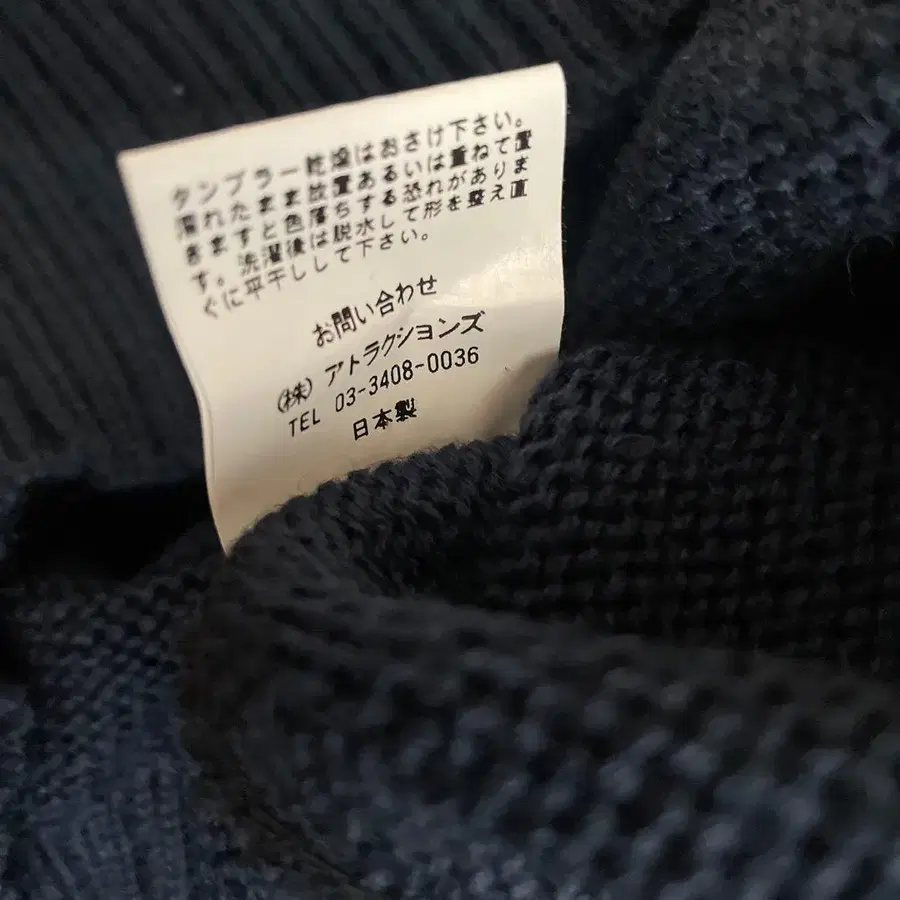 タンブラー乾燥はおさけ下さい。
濡れたまま放置あるいは重ねて置
きますと色落ちする恐れがありま
す。洗濯後は脱水して形を整え直
ぐに平干しして下さい。
お問い合わせ
(株) アトラクションズ
TEL 03-3408-0036
日本製